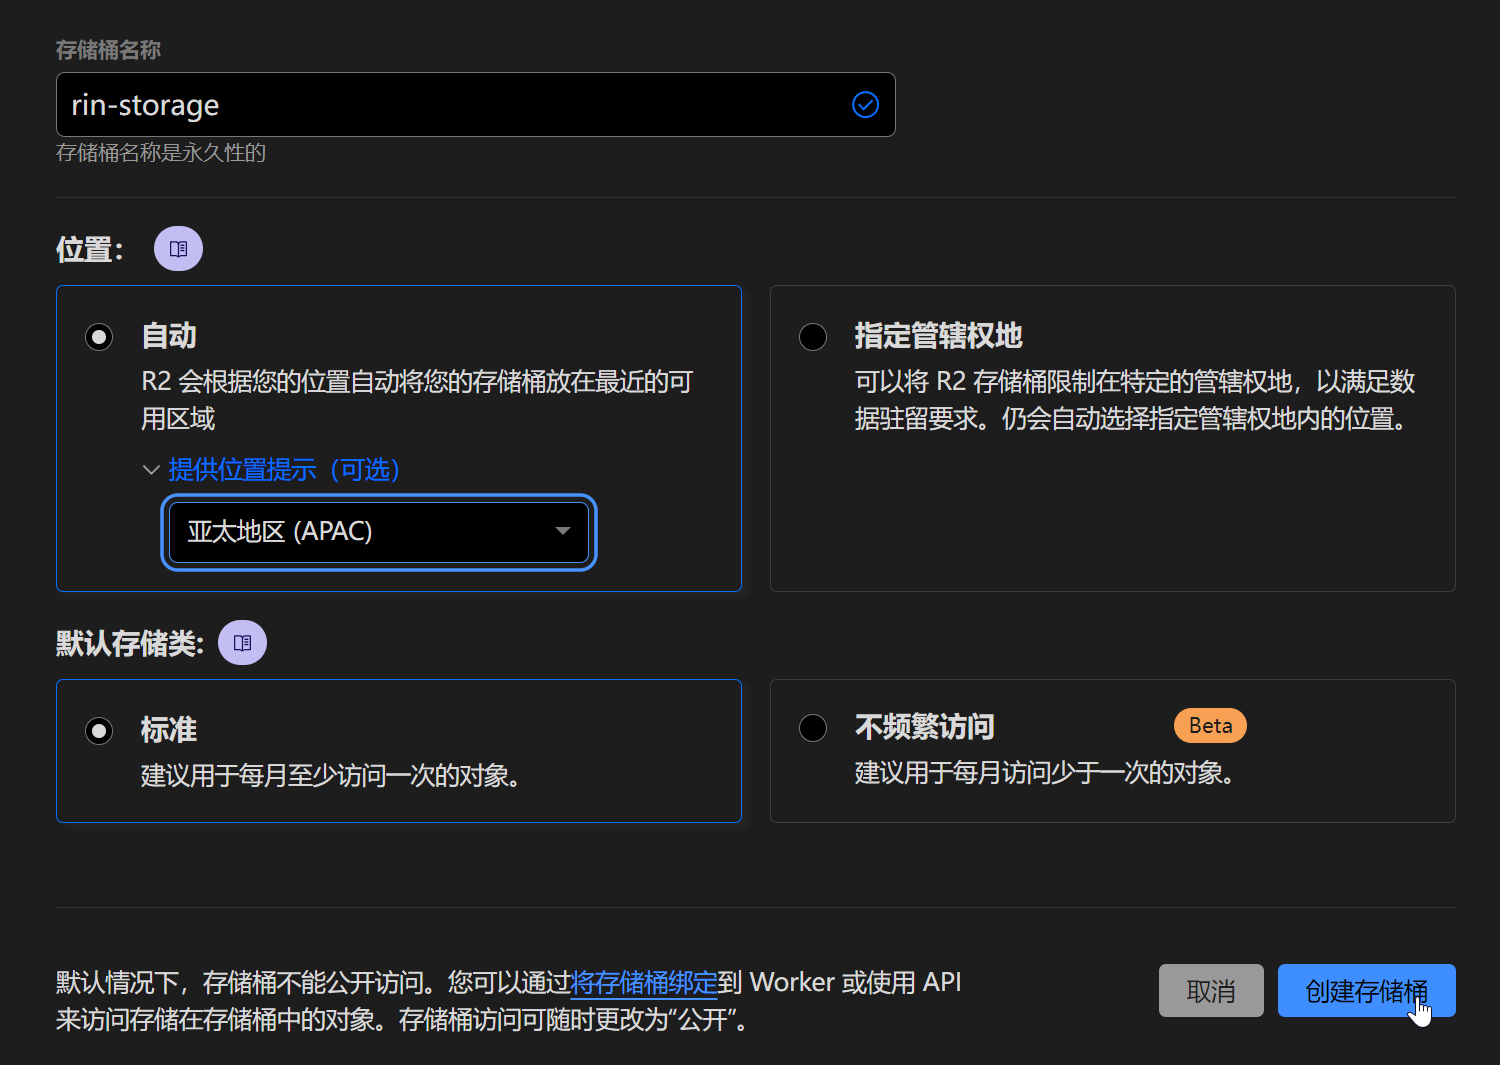 存储桶名称
rin-storage
存储桶名称是永久性的
位置：
自动
R2 会根据您的位置自动将您的存储桶放在最近的可
用区域
提供位置提示（可选）
亚太地区 (APAC)
指定管辖权地
可以将 R2 存储桶限制在特定的管辖权地，以满足数
据驻留要求。仍会自动选择指定管辖权地内的位置。
默认存储类:
标准
建议用于每月至少访问一次的对象。
不频繁访问
Beta
建议用于每月访问少于一次的对象。
默认情况下，存储桶不能公开访问。您可以通过将存储桶绑定到 Worker 或使用 API
来访问存储在存储桶中的对象。存储桶访问可随时更改为“公开”。
取消
创建存储桶